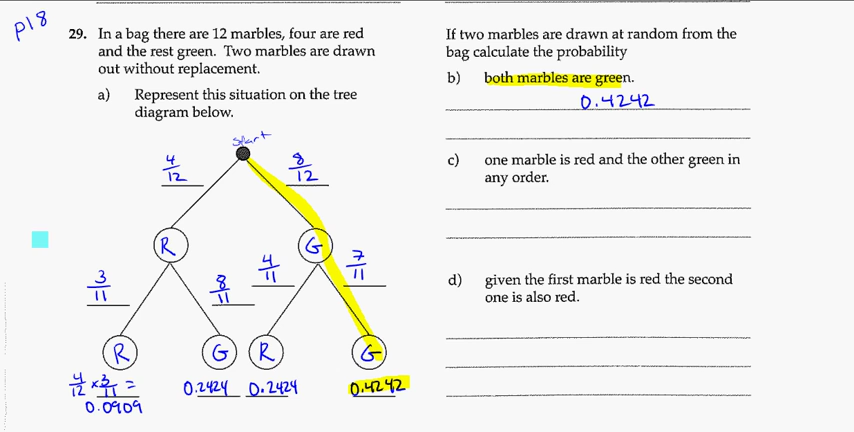 P18
29. In a bag there are 12 marbles, four are red
and the rest green. Two marbles are drawn
out without replacement.
a) Represent this situation on the tree
diagram below.
Start
4/12 8/12
R G
3/11 8/11 4/11 7/11
R G R G
4/12 × 3/11 =
0.0909 0.2424 0.2424 0.4242
If two marbles are drawn at random from the
bag calculate the probability
b) both marbles are green.
0.4242
c) one marble is red and the other green in
any order.
d) given the first marble is red the second
one is also red.